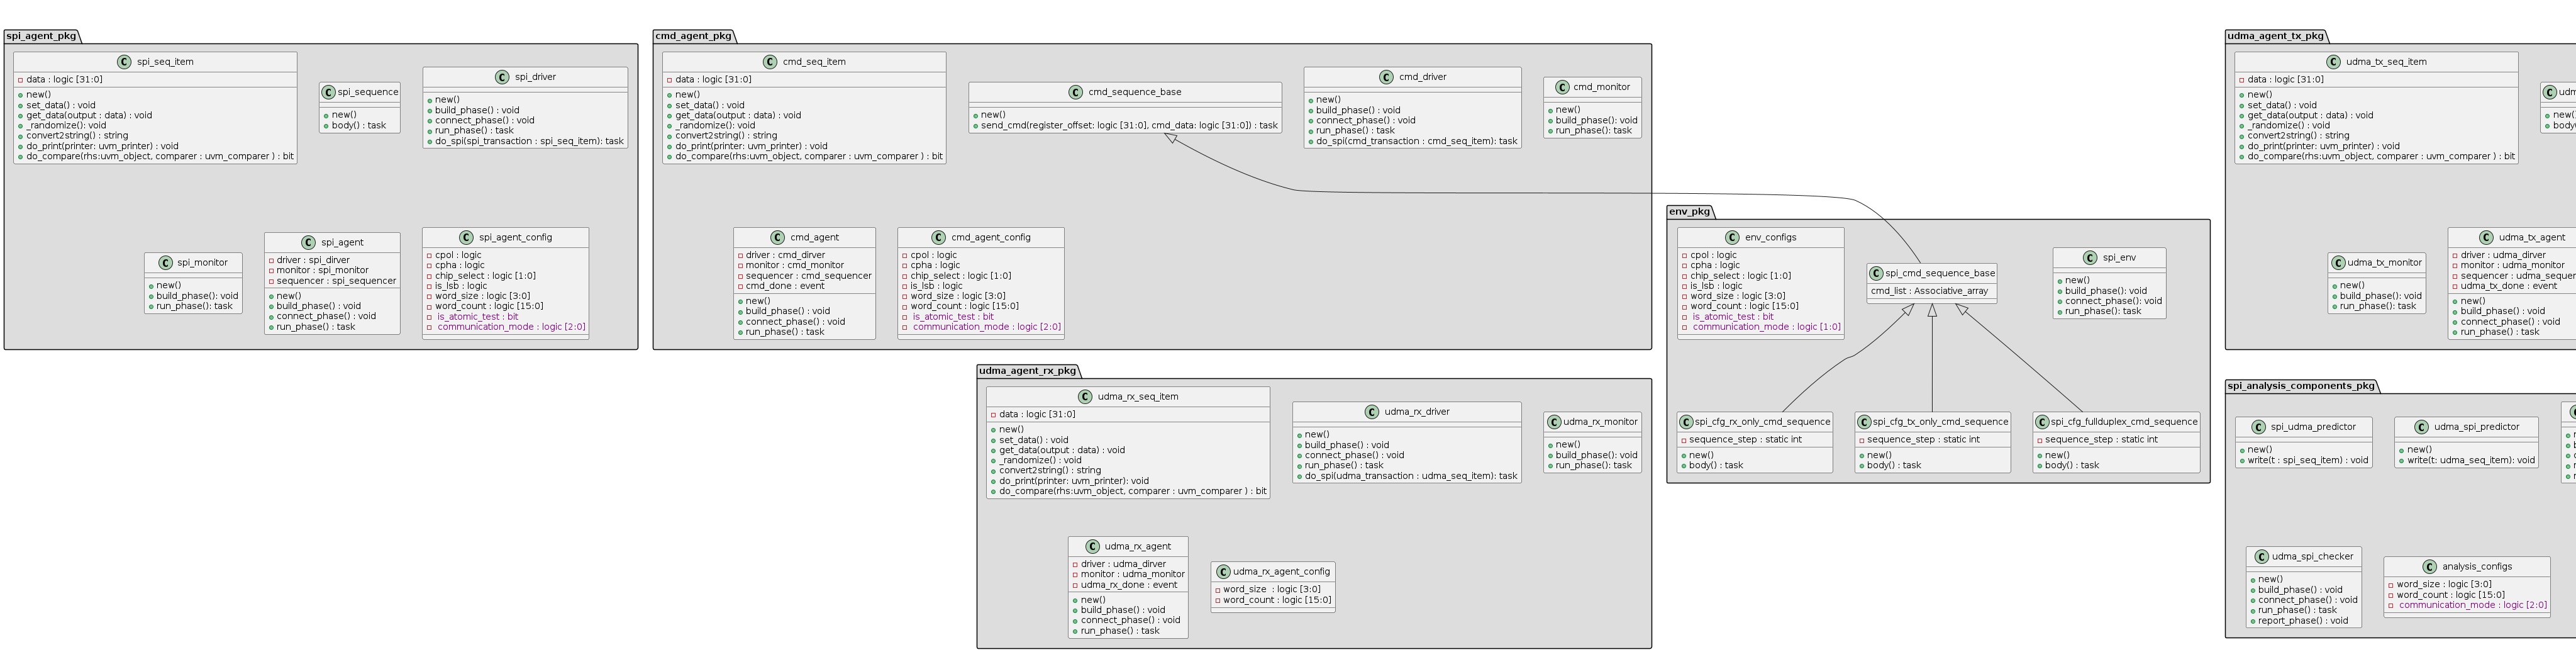 spi_agent_pkg
C spi_seq_item
data : logic [31:0]
new()
set_data() : void
get_data(output : data) : void
_randomize(): void
convert2string() : string
do_print(printer: uvm_printer) : void
do_compare(rhs:uvm_object, comparer : uvm_comparer ) : bit
C spi_sequence
new()
body() : task
C spi_driver
new()
build_phase() : void
connect_phase() : void
run_phase() : task
do_spi(spi_transaction : spi_seq_item): task
C spi_monitor
new()
build_phase(): void
run_phase(): task
C spi_agent
driver : spi_dirver
monitor : spi_monitor
sequencer : spi_sequencer
new()
build_phase() : void
connect_phase() : void
run_phase() : task
C spi_agent_config
cpol : logic
cpha : logic
chip_select : logic [1:0]
is_lsb : logic
word_size : logic [3:0]
word_count : logic [15:0]
is_atomic_test : bit
communication_mode : logic [2:0]
cmd_agent_pkg
C cmd_seq_item
data : logic [31:0]
new()
set_data() : void
get_data(output : data) : void
_randomize(): void
convert2string() : string
do_print(printer: uvm_printer) : void
do_compare(rhs:uvm_object, comparer : uvm_comparer ) : bit
C cmd_sequence_base
new()
send_cmd(register_offset: logic [31:0], cmd_data: logic [31:0]) : task
C cmd_driver
new()
build_phase() : void
connect_phase() : void
run_phase() : task
do_spi(cmd_transaction : cmd_seq_item): task
C cmd_monitor
new()
build_phase(): void
run_phase(): task
C cmd_agent
driver : cmd_dirver
monitor : cmd_monitor
sequencer : cmd_sequencer
cmd_done : event
new()
build_phase() : void
connect_phase() : void
run_phase() : task
C cmd_agent_config
cpol : logic
cpha : logic
chip_select : logic [1:0]
is_lsb : logic
word_size : logic [3:0]
word_count : logic [15:0]
is_atomic_test : bit
communication_mode : logic [2:0]
udma_agent_rx_pkg
C udma_rx_seq_item
data : logic [31:0]
new()
set_data() : void
get_data(output : data) : void
_randomize() : void
convert2string() : string
do_print(printer: uvm_printer): void
do_compare(rhs:uvm_object, comparer : uvm_comparer ) : bit
C udma_rx_driver
new()
build_phase() : void
connect_phase() : void
run_phase() : task
do_spi(udma_transaction : udma_seq_item): task
C udma_rx_monitor
new()
build_phase(): void
run_phase(): task
C udma_rx_agent
driver : udma_dirver
monitor : udma_monitor
udma_rx_done : event
new()
build_phase() : void
connect_phase() : void
run_phase() : task
C udma_rx_agent_config
word_size : logic [3:0]
word_count : logic [15:0]
env_pkg
C env_configs
cpol : logic
cpha : logic
chip_select : logic [1:0]
is_lsb : logic
word_size : logic [3:0]
word_count : logic [15:0]
is_atomic_test : bit
communication_mode : logic [1:0]
C spi_cmd_sequence_base
cmd_list : Associative_array
C spi_env
new()
build_phase(): void
connect_phase(): void
run_phase(): task
C spi_cfg_rx_only_cmd_sequence
sequence_step : static int
new()
body() : task
C spi_cfg_tx_only_cmd_sequence
sequence_step : static int
new()
body() : task
C spi_cfg_fullduplex_cmd_sequence
sequence_step : static int
new()
body() : task
udma_agent_tx_pkg
C udma_tx_seq_item
data : logic [31:0]
new()
set_data() : void
get_data(output : data) : void
_randomize() : void
convert2string() : string
do_print(printer: uvm_printer) : void
do_compare(rhs:uvm_object, comparer : uvm_comparer ) : bit
C
C udma_tx_monitor
new()
build_phase(): void
run_phase(): task
C udma_tx_agent
driver : udma_dirver
monitor : udma_monitor
sequencer : udma_sequen
udma_tx_done : event
new()
build_phase() : void
connect_phase() : void
run_phase() : task
spi_analysis_components_pkg
C spi_udma_predictor
new()
write(t : spi_seq_item) : void
C udma_spi_predictor
new()
write(t: udma_seq_item): void
C udma_spi_checker
new()
build_phase() : void
connect_phase() : void
run_phase() : task
report_phase() : void
C analysis_configs
word_size : logic [3:0]
word_count : logic [15:0]
communication_mode : logic [2:0]